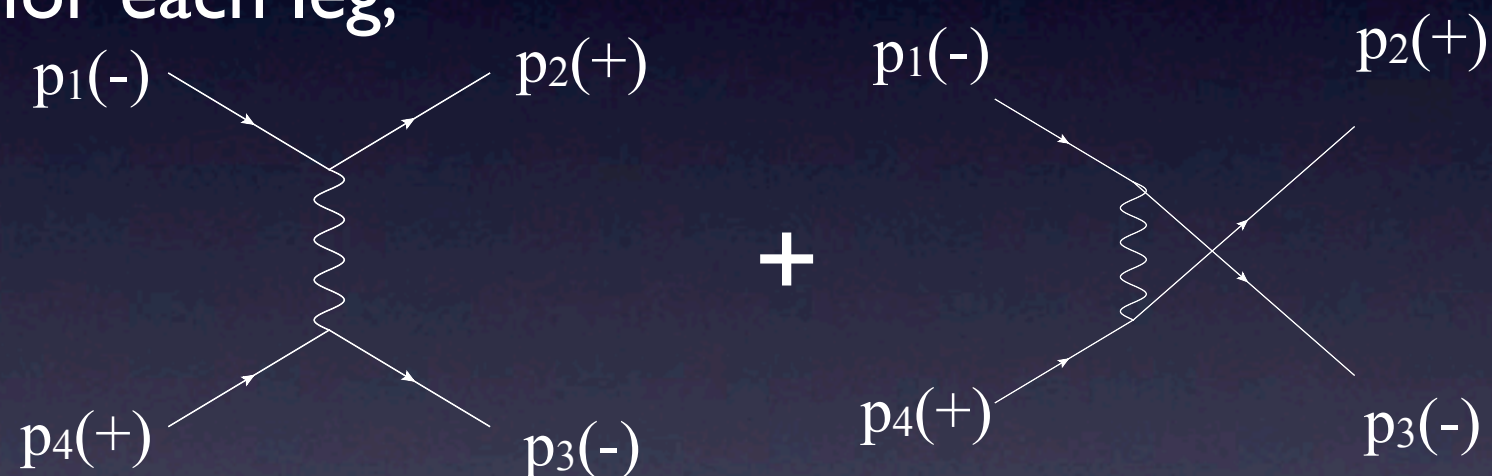 for each leg,
p1(-) p2(+) p1(-) p2(+)
+
p4(+) p3(-) p4(+) p3(-)